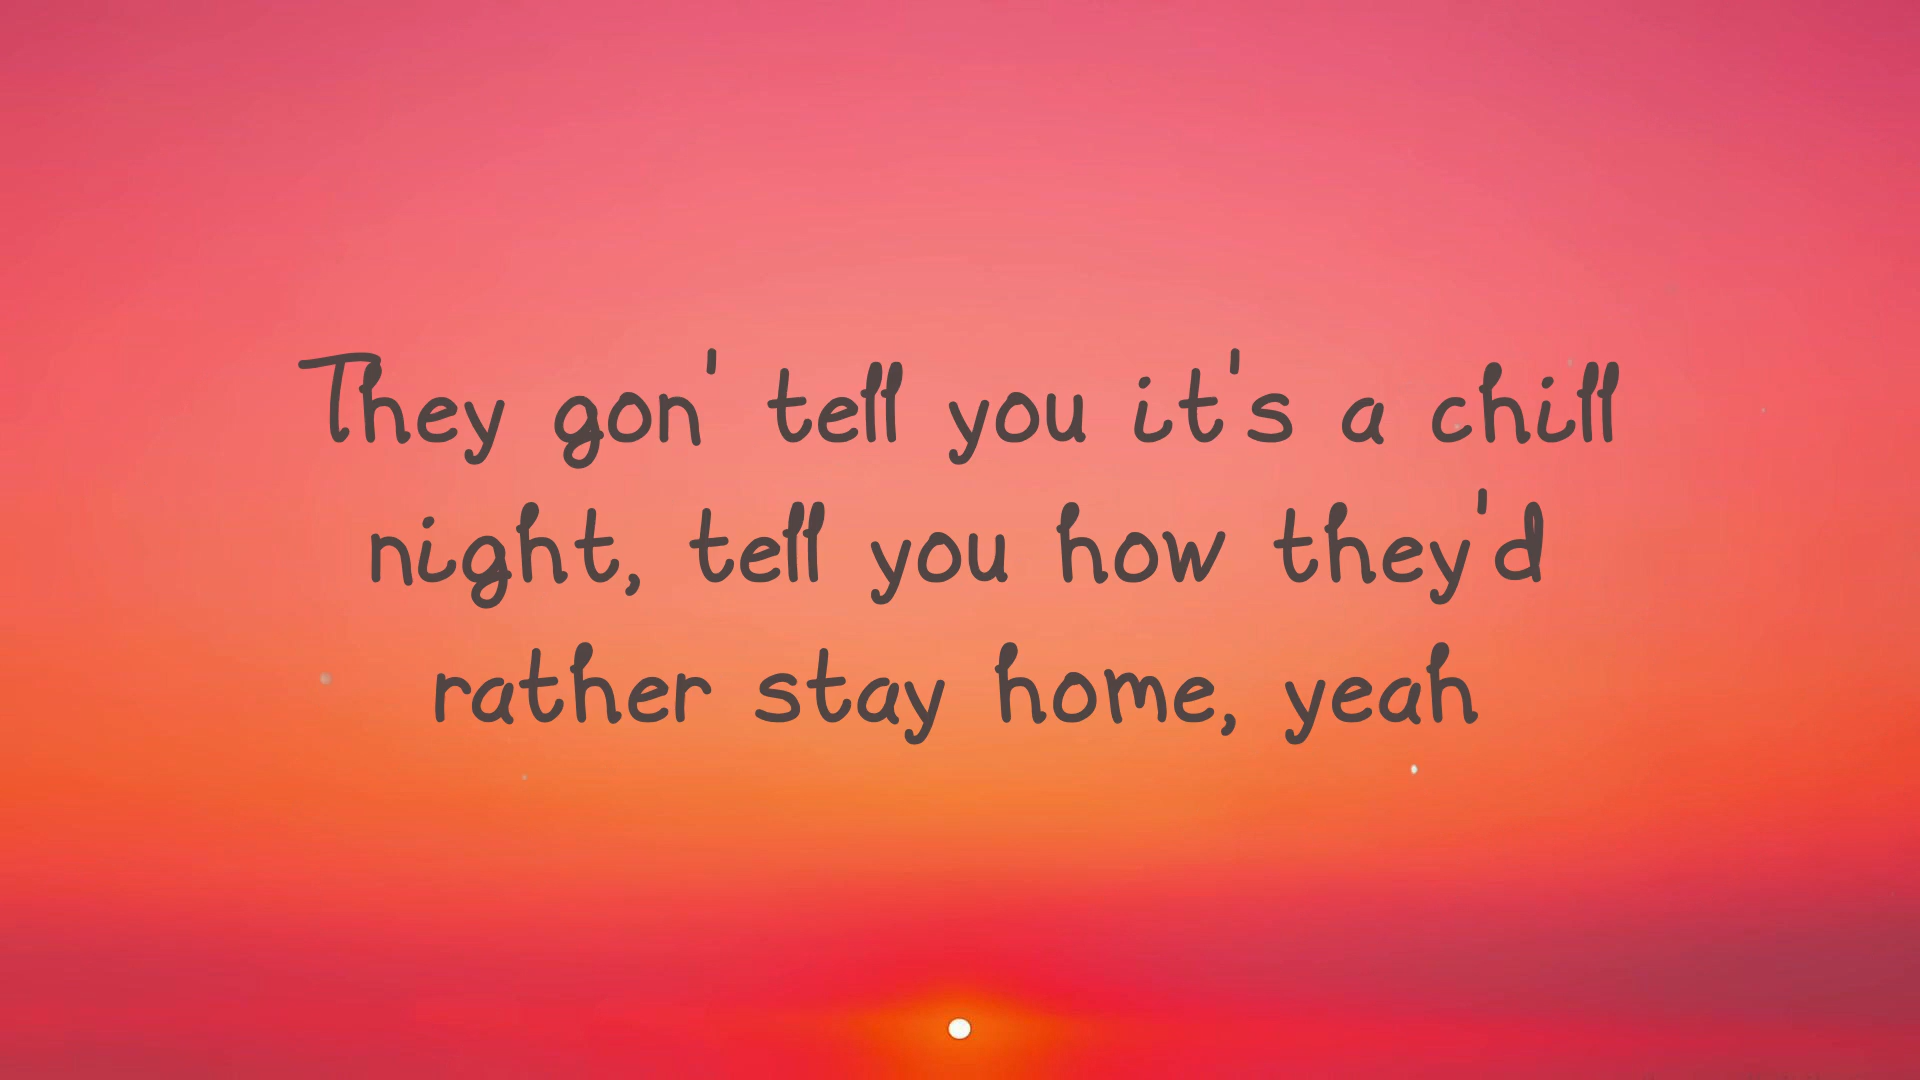 They gon' tell you it's a chill
night, tell you how they'd
rather stay home, yeah